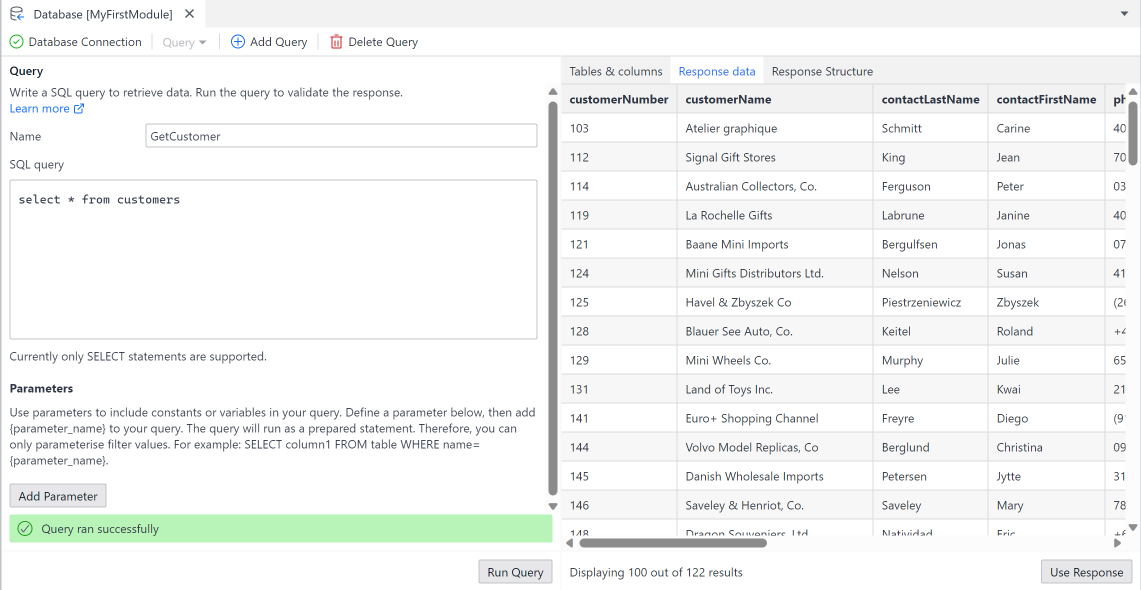 Database [MyFirstModule]
Database Connection Query Add Query Delete Query
Query
Write a SQL query to retrieve data. Run the query to validate the response.
Learn more
Name GetCustomer
SQL query
select * from customers
Currently only SELECT statements are supported.
Parameters
Use parameters to include constants or variables in your query. Define a parameter below, then add
{parameter_name} to your query. The query will run as a prepared statement. Therefore, you can
only parameterise filter values. For example: SELECT column1 FROM table WHERE name=
{parameter_name}.
Add Parameter
Query ran successfully
Run Query
Tables & columns Response data Response Structure
customerNumber customerName contactLastName contactFirstName ph
103 Atelier graphique Schmitt Carine 40
112 Signal Gift Stores King Jean 70
114 Australian Collectors, Co. Ferguson Peter 03
119 La Rochelle Gifts Labrune Janine 40
121 Baane Mini Imports Bergulfsen Jonas 07
124 Mini Gifts Distributors Ltd. Nelson Susan 41
125 Havel & Zbyszek Co Piestrzeniewicz Zbyszek (26
128 Blauer See Auto, Co. Keitel Roland +4
129 Mini Wheels Co. Murphy Julie 65
131 Land of Toys Inc. Lee Kwai 21
141 Euro+ Shopping Channel Freyre Diego (91
144 Volvo Model Replicas, Co Berglund Christina 09
145 Danish Wholesale Imports Petersen Jytte 31
146 Saveley & Henriot, Co. Saveley Mary 78
148 Dragon Souveniers, Ltd. Natividad Eric +6
Displaying 100 out of 122 results
Use Response